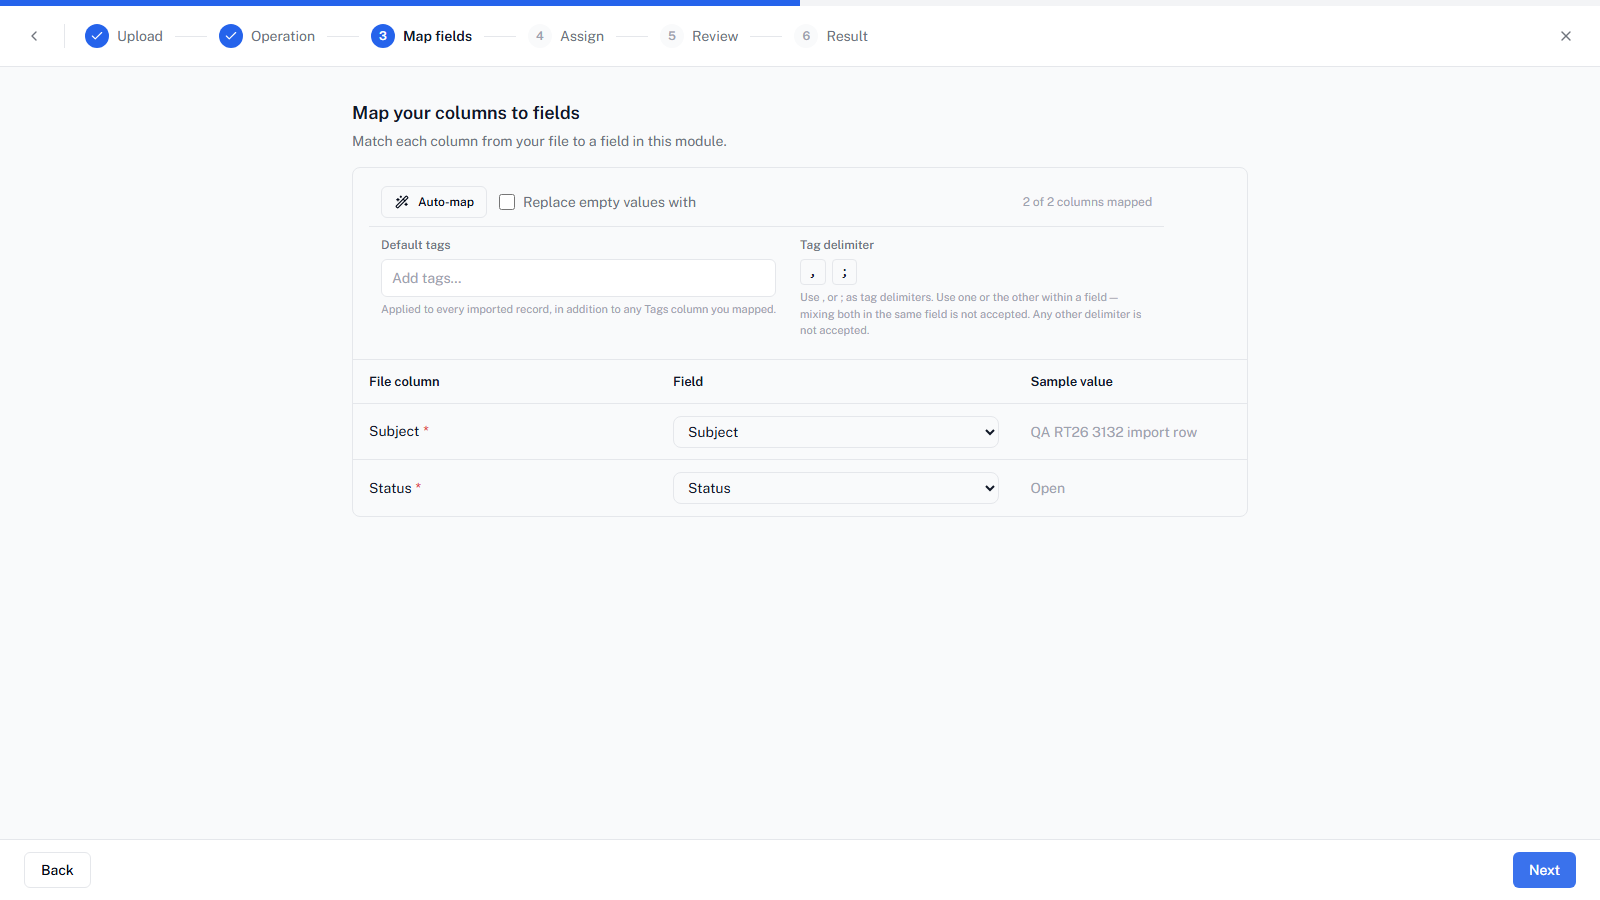 Upload
Operation
3 Map fields
4 Assign
5 Review
6 Result
Map your columns to fields
Match each column from your file to a field in this module.
Auto-map
Replace empty values with
2 of 2 columns mapped
Default tags
Add tags...
Applied to every imported record, in addition to any Tags column you mapped.
Tag delimiter
, ;
Use , or ; as tag delimiters. Use one or the other within a field —
mixing both in the same field is not accepted. Any other delimiter is
not accepted.
File column Field Sample value
Subject * Subject QA RT26 3132 import row
Status * Status Open
Back
Next